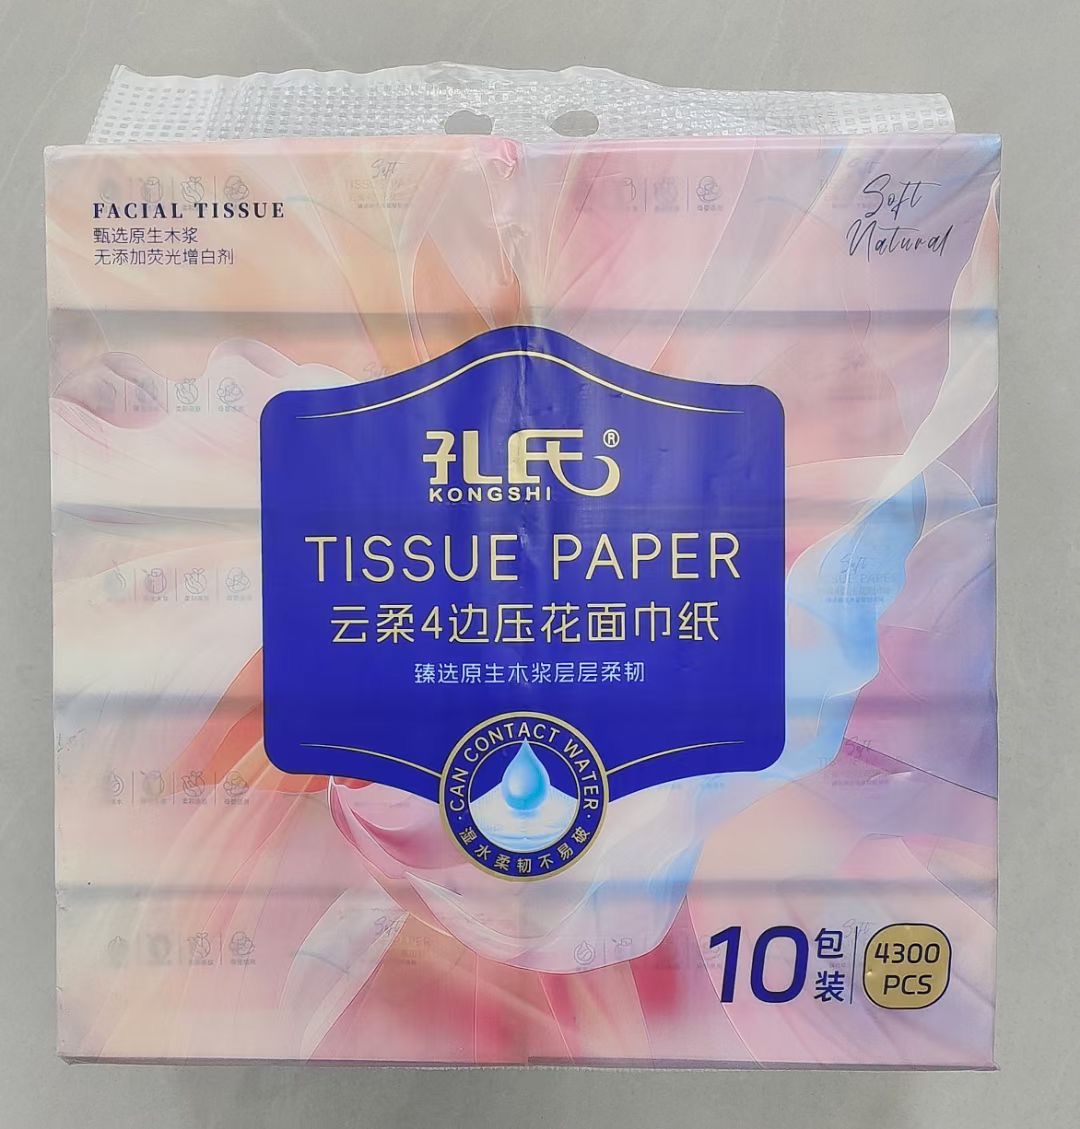 FACIAL TISSUE
甄选原生木浆
无添加荧光增白剂
Soft
Natural
孔氏®
KONGSHI
TISSUE PAPER
云柔4边压花面巾纸
臻选原生木浆层层柔韧
·CAN CONTACT WATER·
湿水柔韧不易破
10包装
4300
PCS